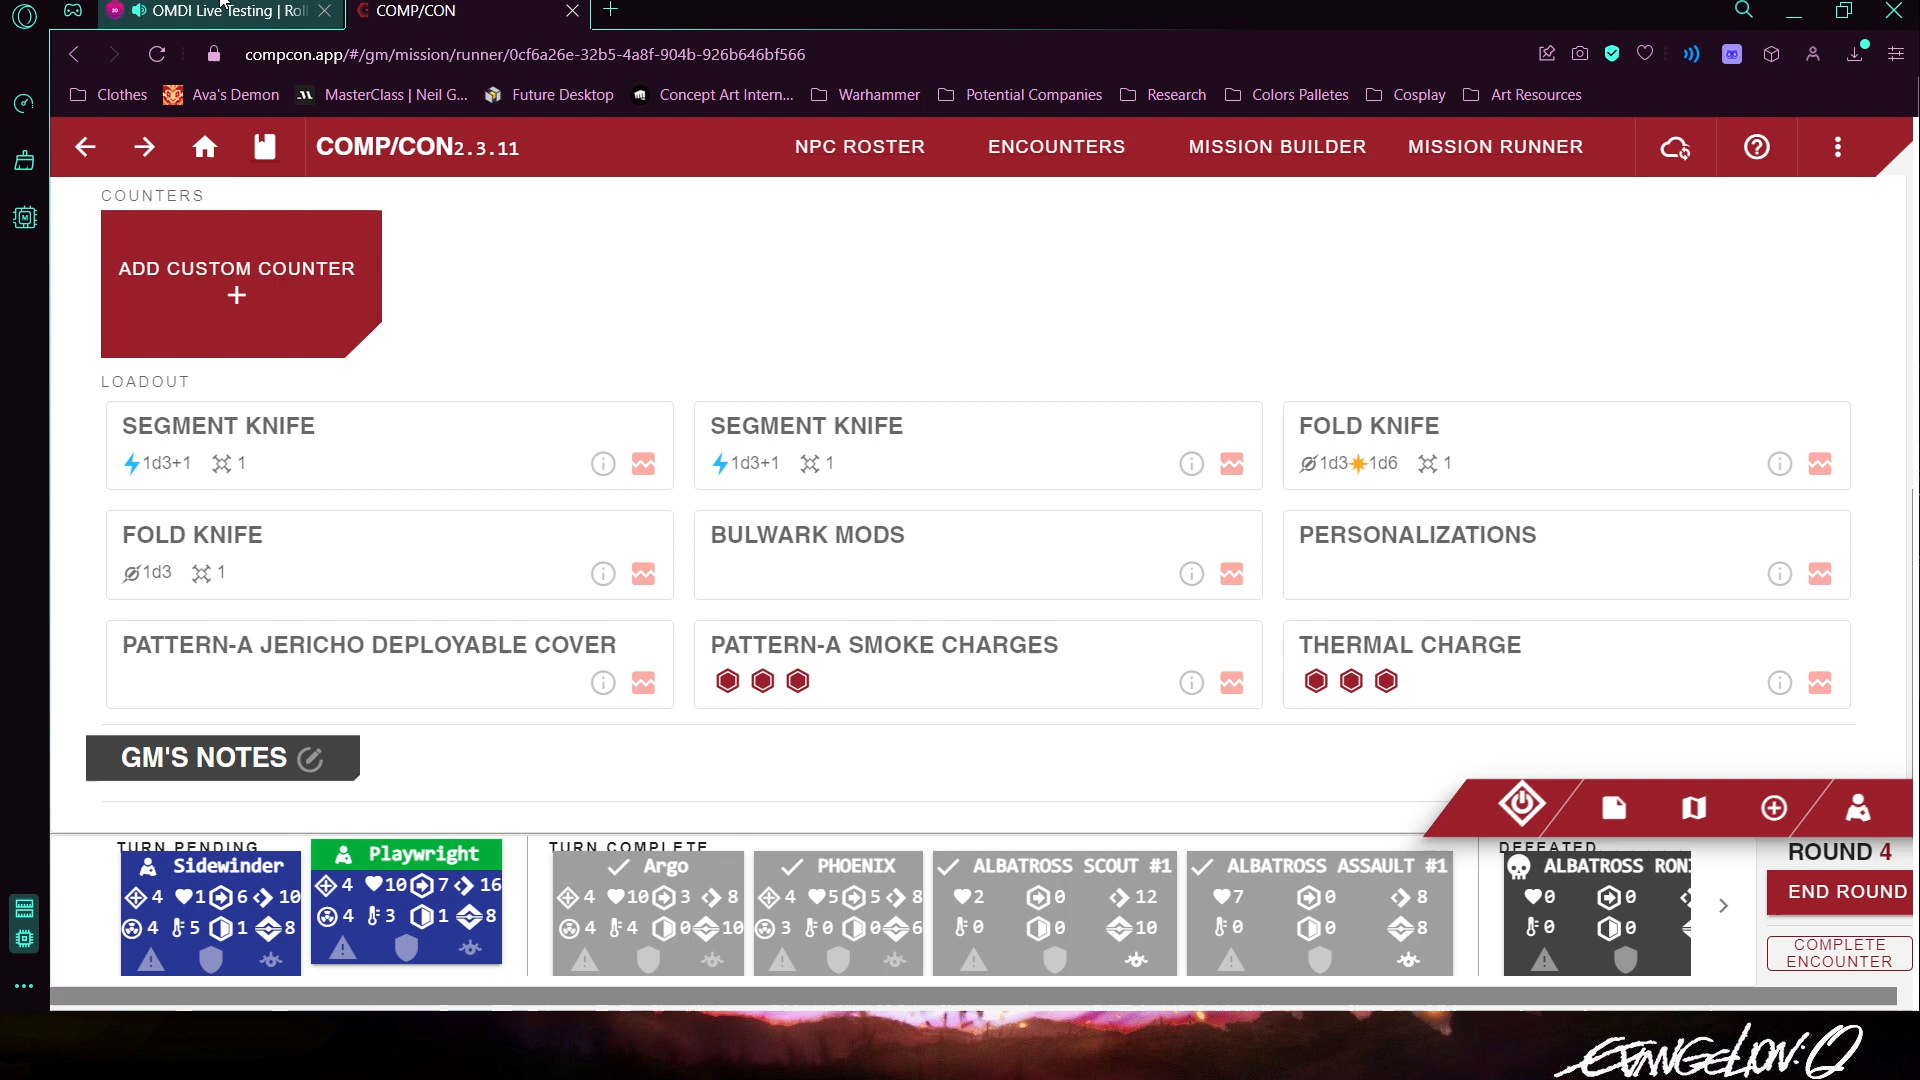 OMDI Live Testing | Roll
COMP/CON
compcon.app/#/gm/mission/runner/0cf6a26e-32b5-4a8f-904b-926b646bf566
Clothes
Ava's Demon
MasterClass | Neil G...
Future Desktop
Concept Art Intern...
Warhammer
Potential Companies
Research
Colors Palletes
Cosplay
Art Resources
COMP/CON2.3.11
NPC ROSTER
ENCOUNTERS
MISSION BUILDER
MISSION RUNNER
COUNTERS
ADD CUSTOM COUNTER
+
LOADOUT
SEGMENT KNIFE
1d3+1 1
SEGMENT KNIFE
1d3+1 1
FOLD KNIFE
1d3 1d6 1
FOLD KNIFE
1d3 1
BULWARK MODS
PERSONALIZATIONS
PATTERN-A JERICHO DEPLOYABLE COVER
PATTERN-A SMOKE CHARGES
THERMAL CHARGE
GM'S NOTES
TURN PENDING
Sidewinder
4 1 6 10
4 5 1 8
Playwright
4 10 7 16
4 3 1 8
TURN COMPLETE
Argo
4 10 3 8
4 4 0 10
PHOENIX
4 5 5 8
3 0 0 6
ALBATROSS SCOUT #1
2 0 12
0 0 10
ALBATROSS ASSAULT #1
7 0 8
0 0 8
DEFEATED
ALBATROSS RONI
0 0
0 0
ROUND 4
END ROUND
COMPLETE
ENCOUNTER
EVANGELION:Q